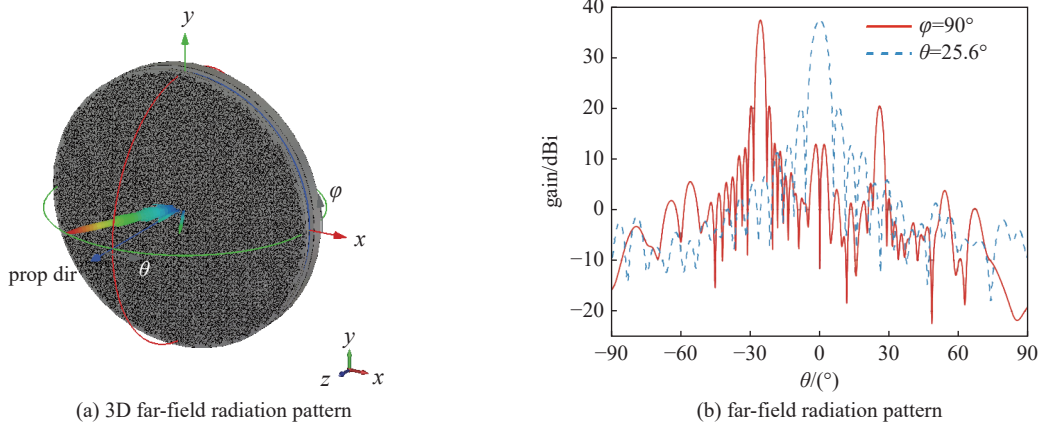 y
φ
x
prop dir
θ
y
z
x
(a) 3D far-field radiation pattern
40
30
20
10
0
−10
−20
gain/dBi
φ=90°
θ=25.6°
−90
−60
−30
0
30
60
90
θ/(°)
(b) far-field radiation pattern